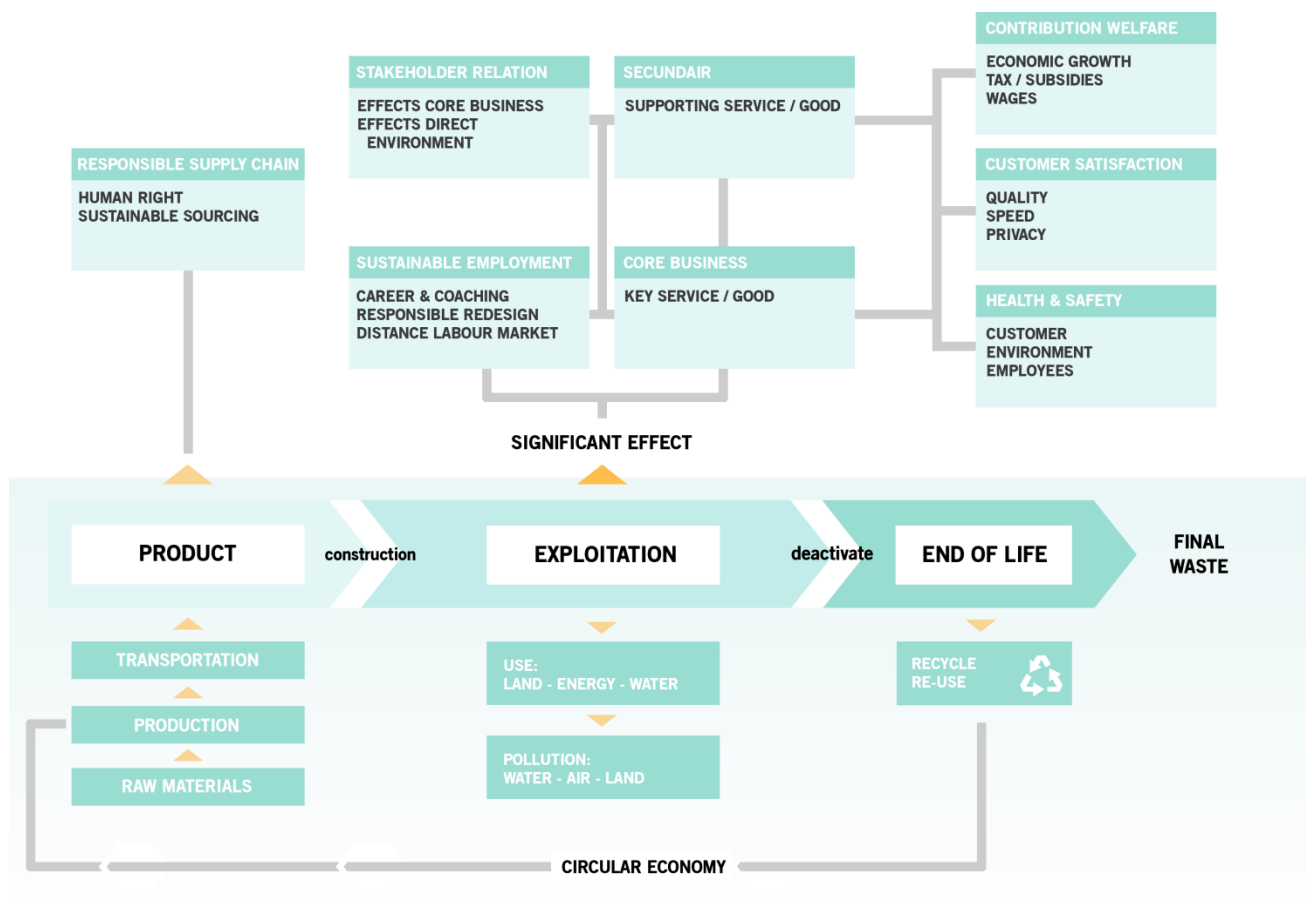 CONTRIBUTION WELFARE
ECONOMIC GROWTH
TAX / SUBSIDIES
WAGES
STAKEHOLDER RELATION
EFFECTS CORE BUSINESS
EFFECTS DIRECT
ENVIRONMENT
SECUNDAIR
SUPPORTING SERVICE / GOOD
RESPONSIBLE SUPPLY CHAIN
HUMAN RIGHT
SUSTAINABLE SOURCING
CUSTOMER SATISFACTION
QUALITY
SPEED
PRIVACY
SUSTAINABLE EMPLOYMENT
CAREER & COACHING
RESPONSIBLE REDESIGN
DISTANCE LABOUR MARKET
CORE BUSINESS
KEY SERVICE / GOOD
HEALTH & SAFETY
CUSTOMER
ENVIRONMENT
EMPLOYEES
SIGNIFICANT EFFECT
PRODUCT
construction
EXPLOITATION
deactivate
END OF LIFE
FINAL
WASTE
TRANSPORTATION
PRODUCTION
RAW MATERIALS
USE:
LAND - ENERGY - WATER
POLLUTION:
WATER - AIR - LAND
RECYCLE
RE-USE
CIRCULAR ECONOMY